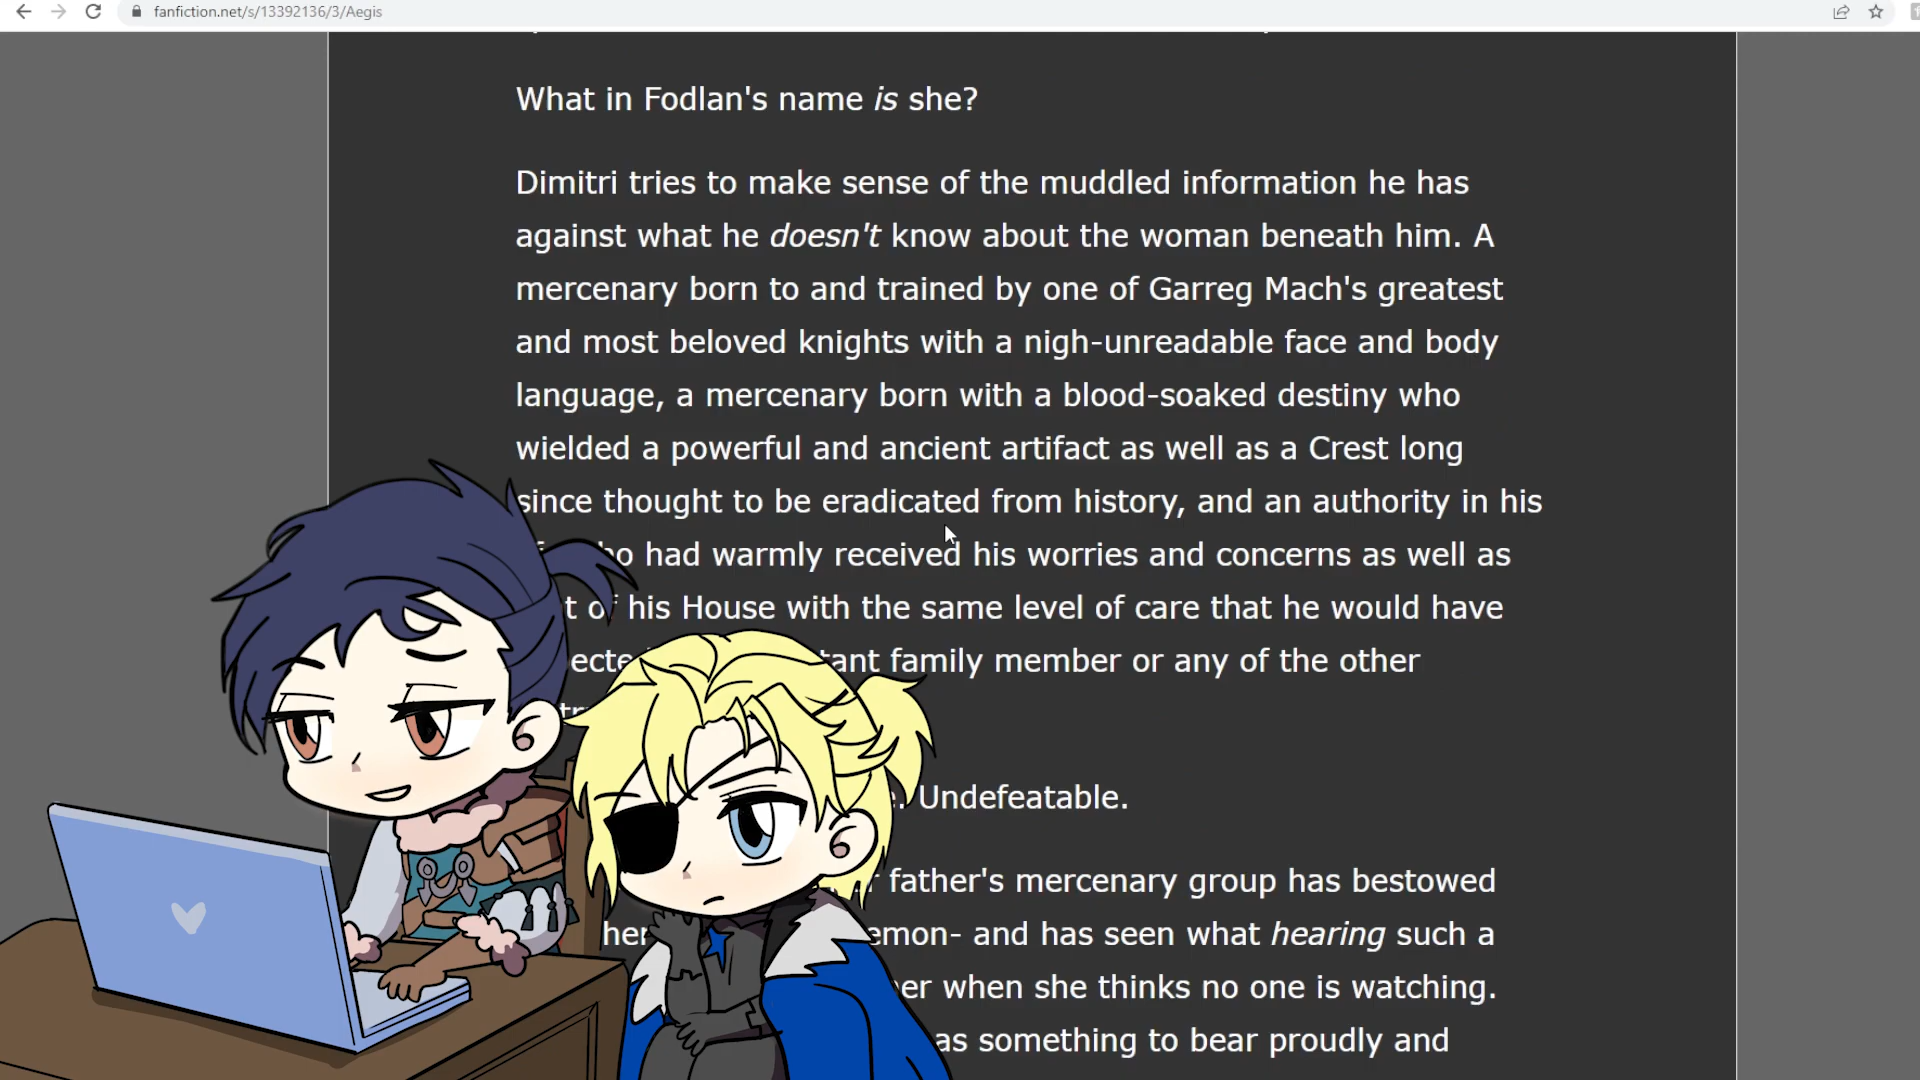 fanfiction.net/s/13392136/3/Aegis
What in Fodlan's name is she?
Dimitri tries to make sense of the muddled information he has
against what he doesn't know about the woman beneath him. A
mercenary born to and trained by one of Garreg Mach's greatest
and most beloved knights with a nigh-unreadable face and body
language, a mercenary born with a blood-soaked destiny who
wielded a powerful and ancient artifact as well as a Crest long
since thought to be eradicated from history, and an authority in his
had warmly received his worries and concerns as well as
of his House with the same level of care that he would have
family member or any of the other
Undefeatable.
father's mercenary group has bestowed
and has seen what hearing such a
when she thinks no one is watching.
as something to bear proudly and